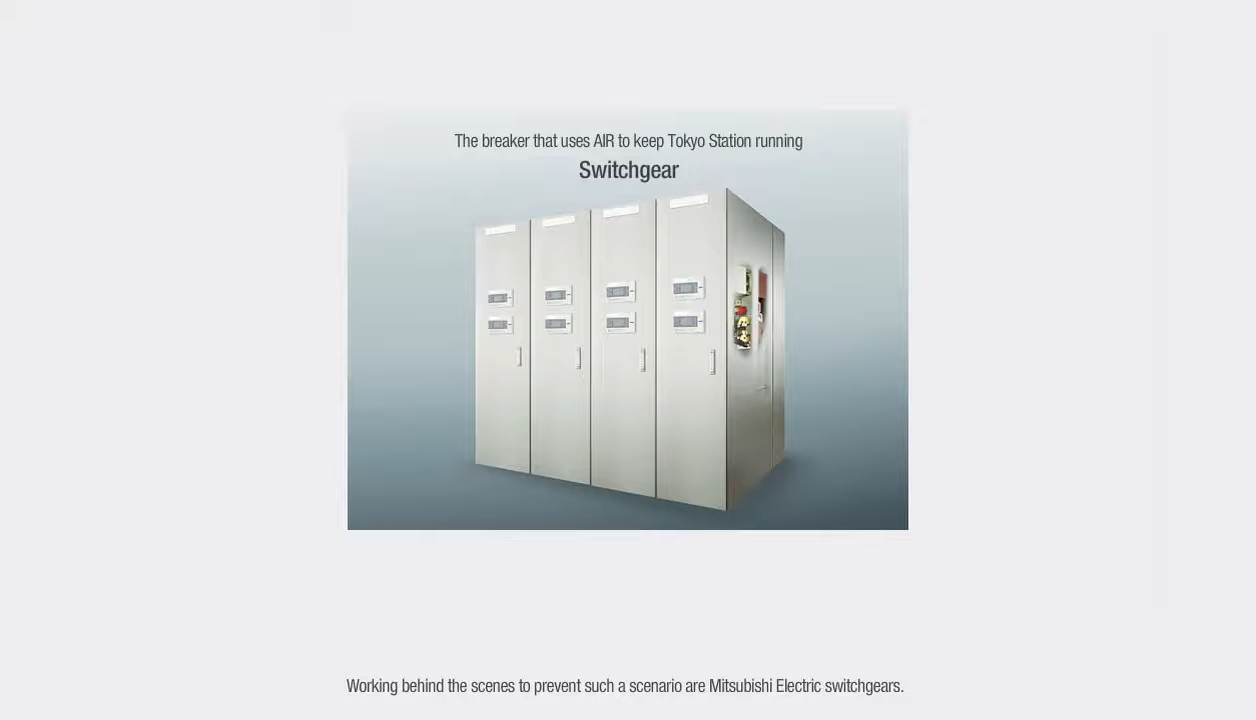 The breaker that uses AIR to keep Tokyo Station running
Switchgear
Working behind the scenes to prevent such a scenario are Mitsubishi Electric switchgears.